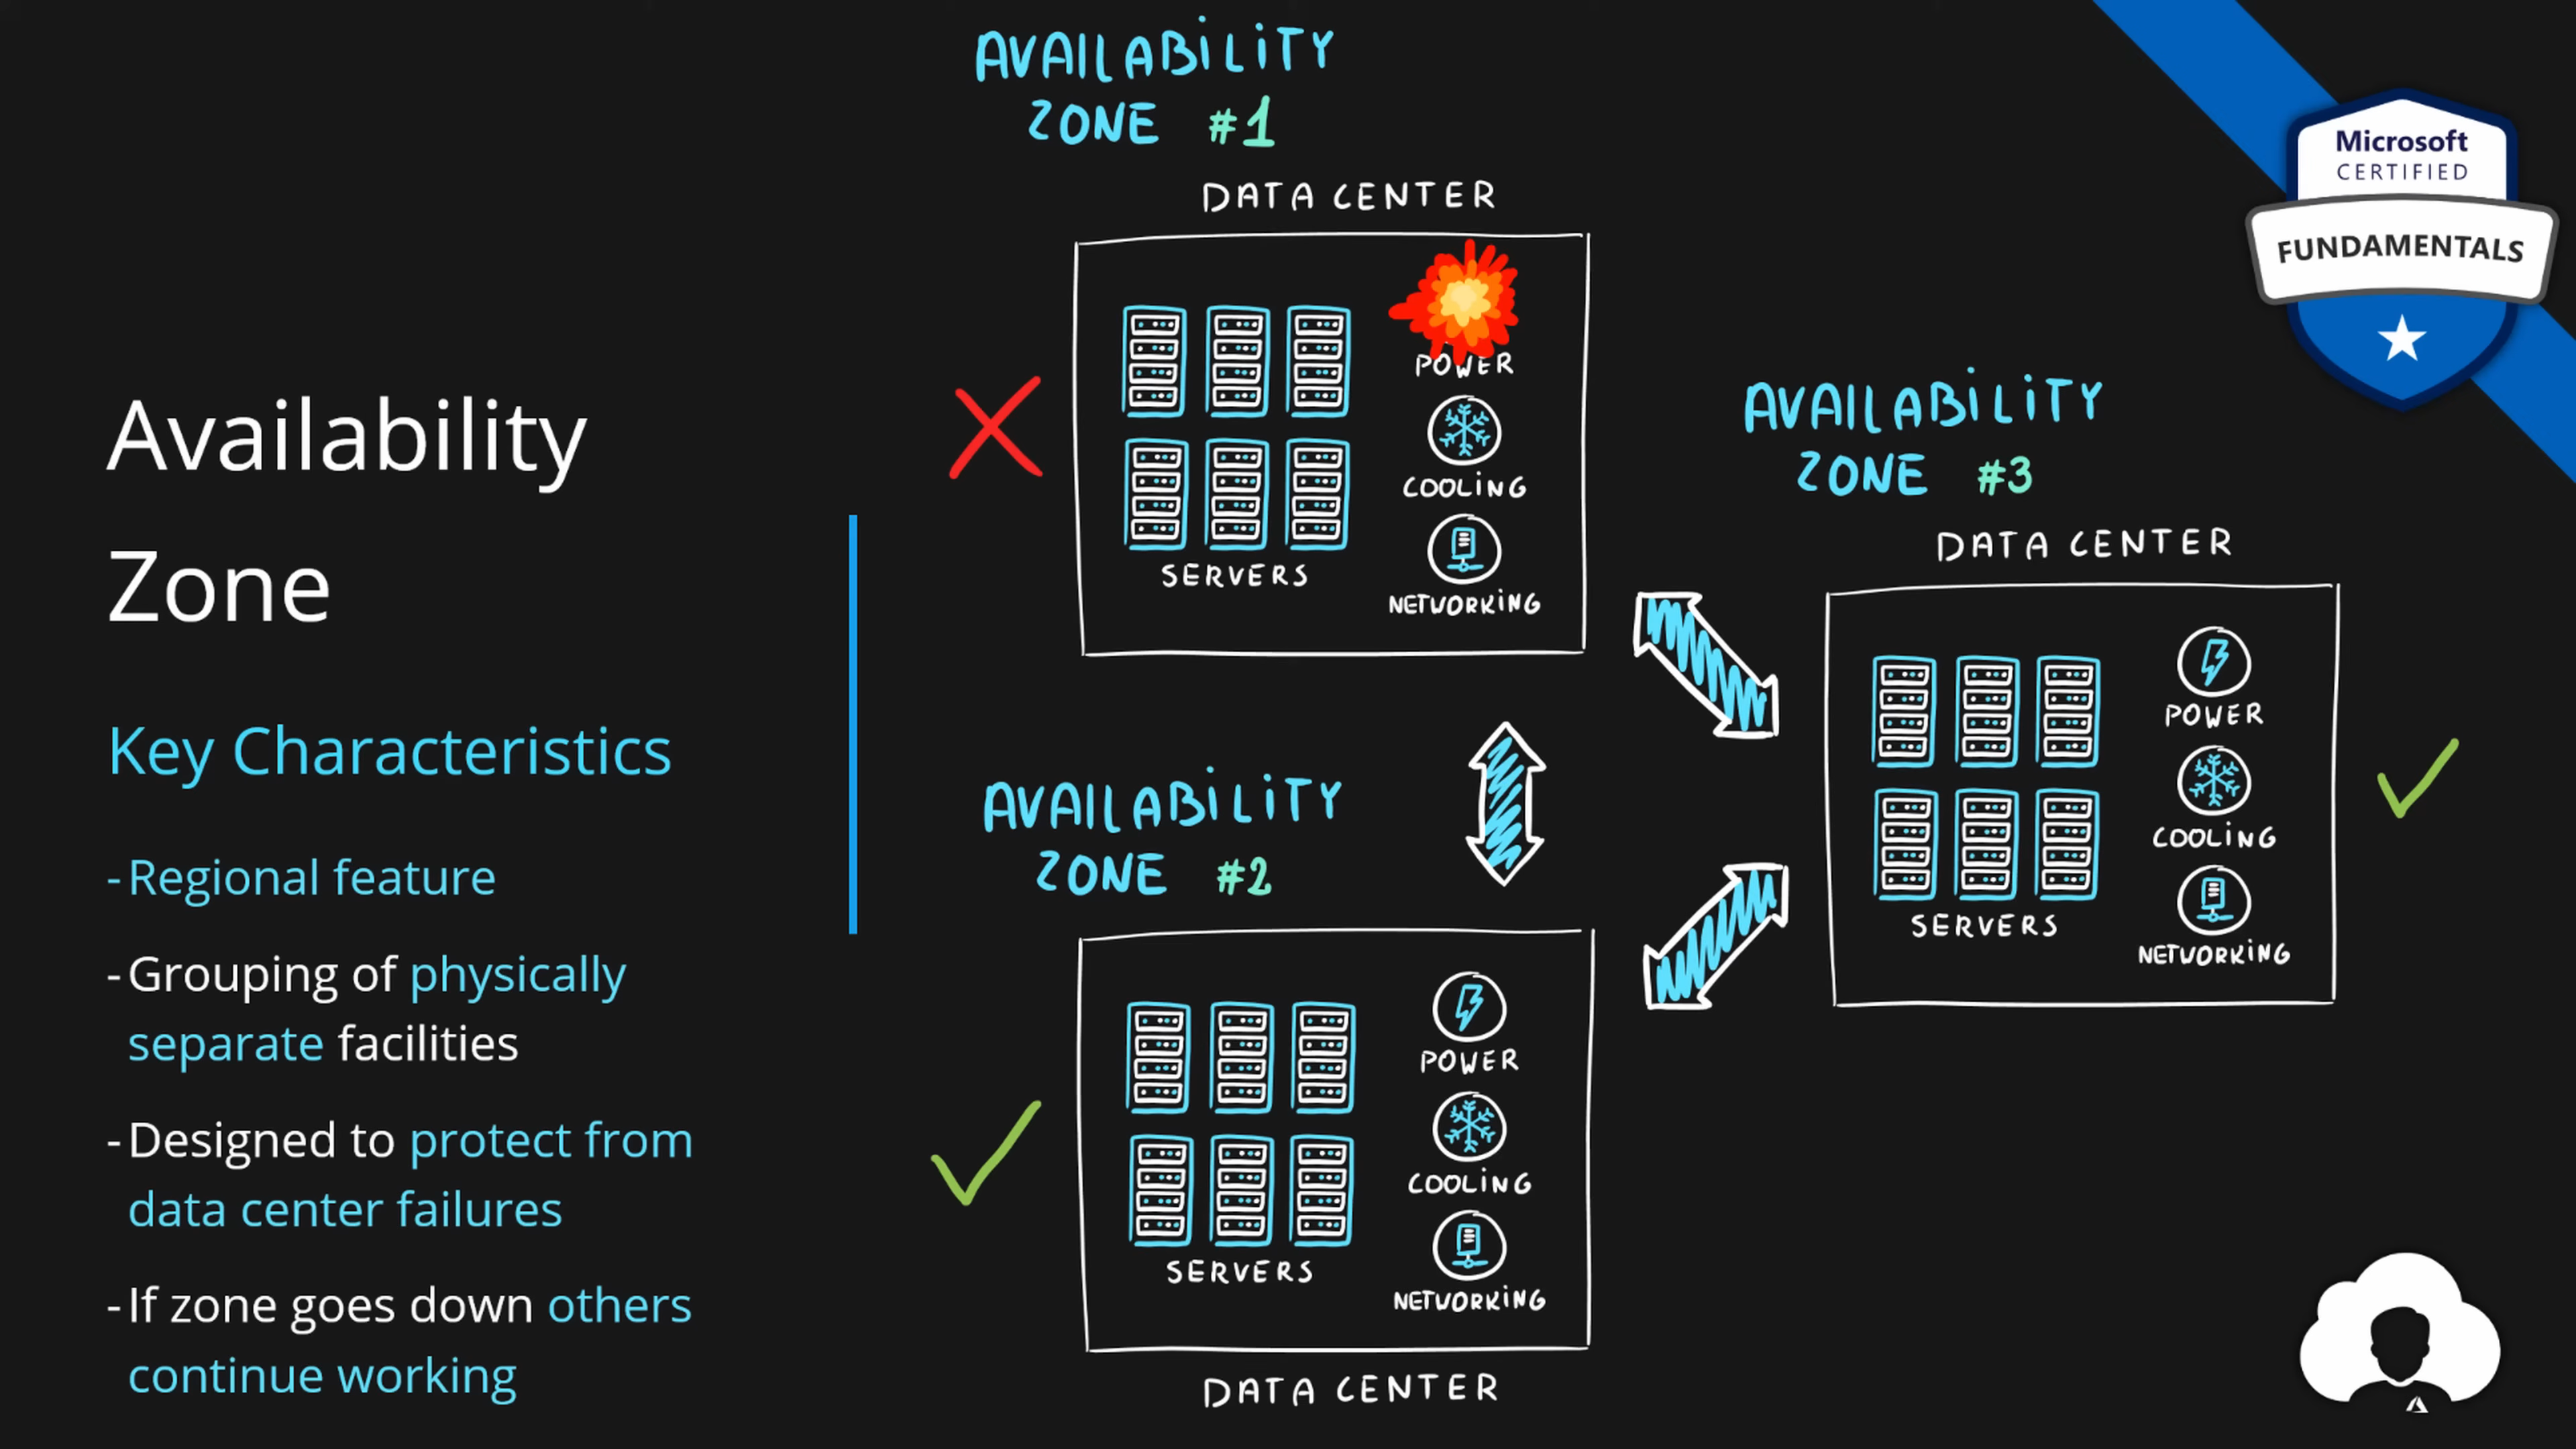 Availability
Zone
Key Characteristics
-Regional feature
-Grouping of physically
separate facilities
-Designed to protect from
data center failures
-If zone goes down others
continue working
AVAILABiLiTY
ZONE #1
DATA CENTER
POWER
COOLiNG
NETWORKiNG
SERVERS
AVAILABiLiTY
ZONE #2
POWER
COOLiNG
NETWORKiNG
SERVERS
DATA CENTER
AVAILABiLiTY
ZONE #3
DATA CENTER
POWER
COOLiNG
NETWORKiNG
SERVERS
Microsoft
CERTIFIED
FUNDAMENTALS